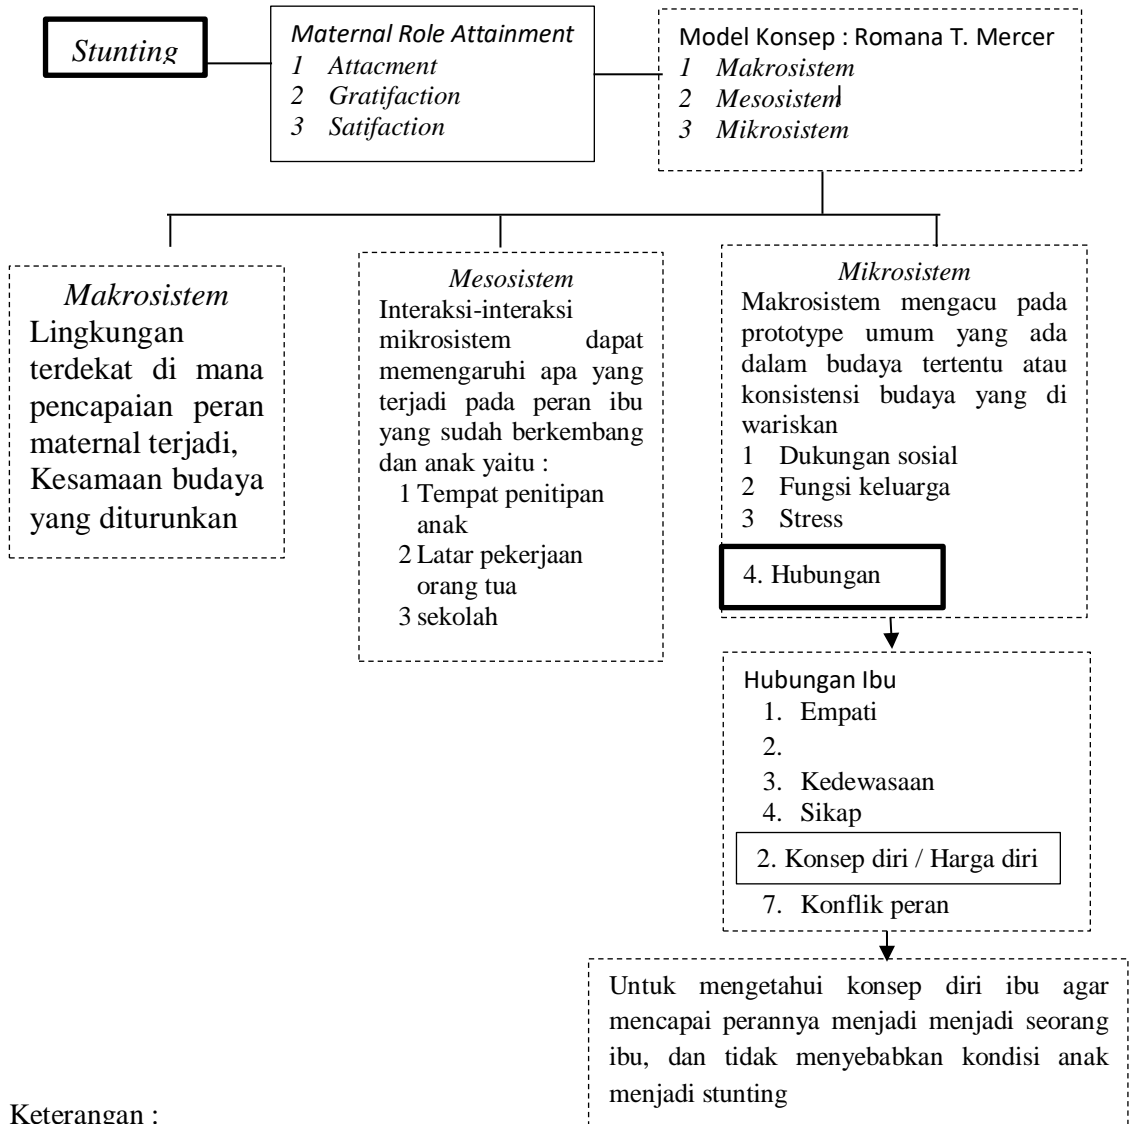 Stunting
Maternal Role Attainment
1 Attacment
2 Gratifaction
3 Satifaction
Model Konsep : Romana T. Mercer
1 Makrosistem
2 Mesosistem
3 Mikrosistem
Makrosistem
Lingkungan
terdekat di mana
pencapaian peran
maternal terjadi,
Kesamaan budaya
yang diturunkan
Mesosistem
Interaksi-interaksi
mikrosistem dapat
memengaruhi apa yang
terjadi pada peran ibu
yang sudah berkembang
dan anak yaitu :
1 Tempat penitipan
anak
2 Latar pekerjaan
orang tua
3 sekolah
Mikrosistem
Makrosistem mengacu pada
prototype umum yang ada
dalam budaya tertentu atau
konsistensi budaya yang di
wariskan
1 Dukungan sosial
2 Fungsi keluarga
3 Stress
4. Hubungan
Hubungan Ibu
1. Empati
2.
3. Kedewasaan
4. Sikap
2. Konsep diri / Harga diri
7. Konflik peran
Untuk mengetahui konsep diri ibu agar
mencapai perannya menjadi menjadi seorang
ibu, dan tidak menyebabkan kondisi anak
menjadi stunting
Keterangan :